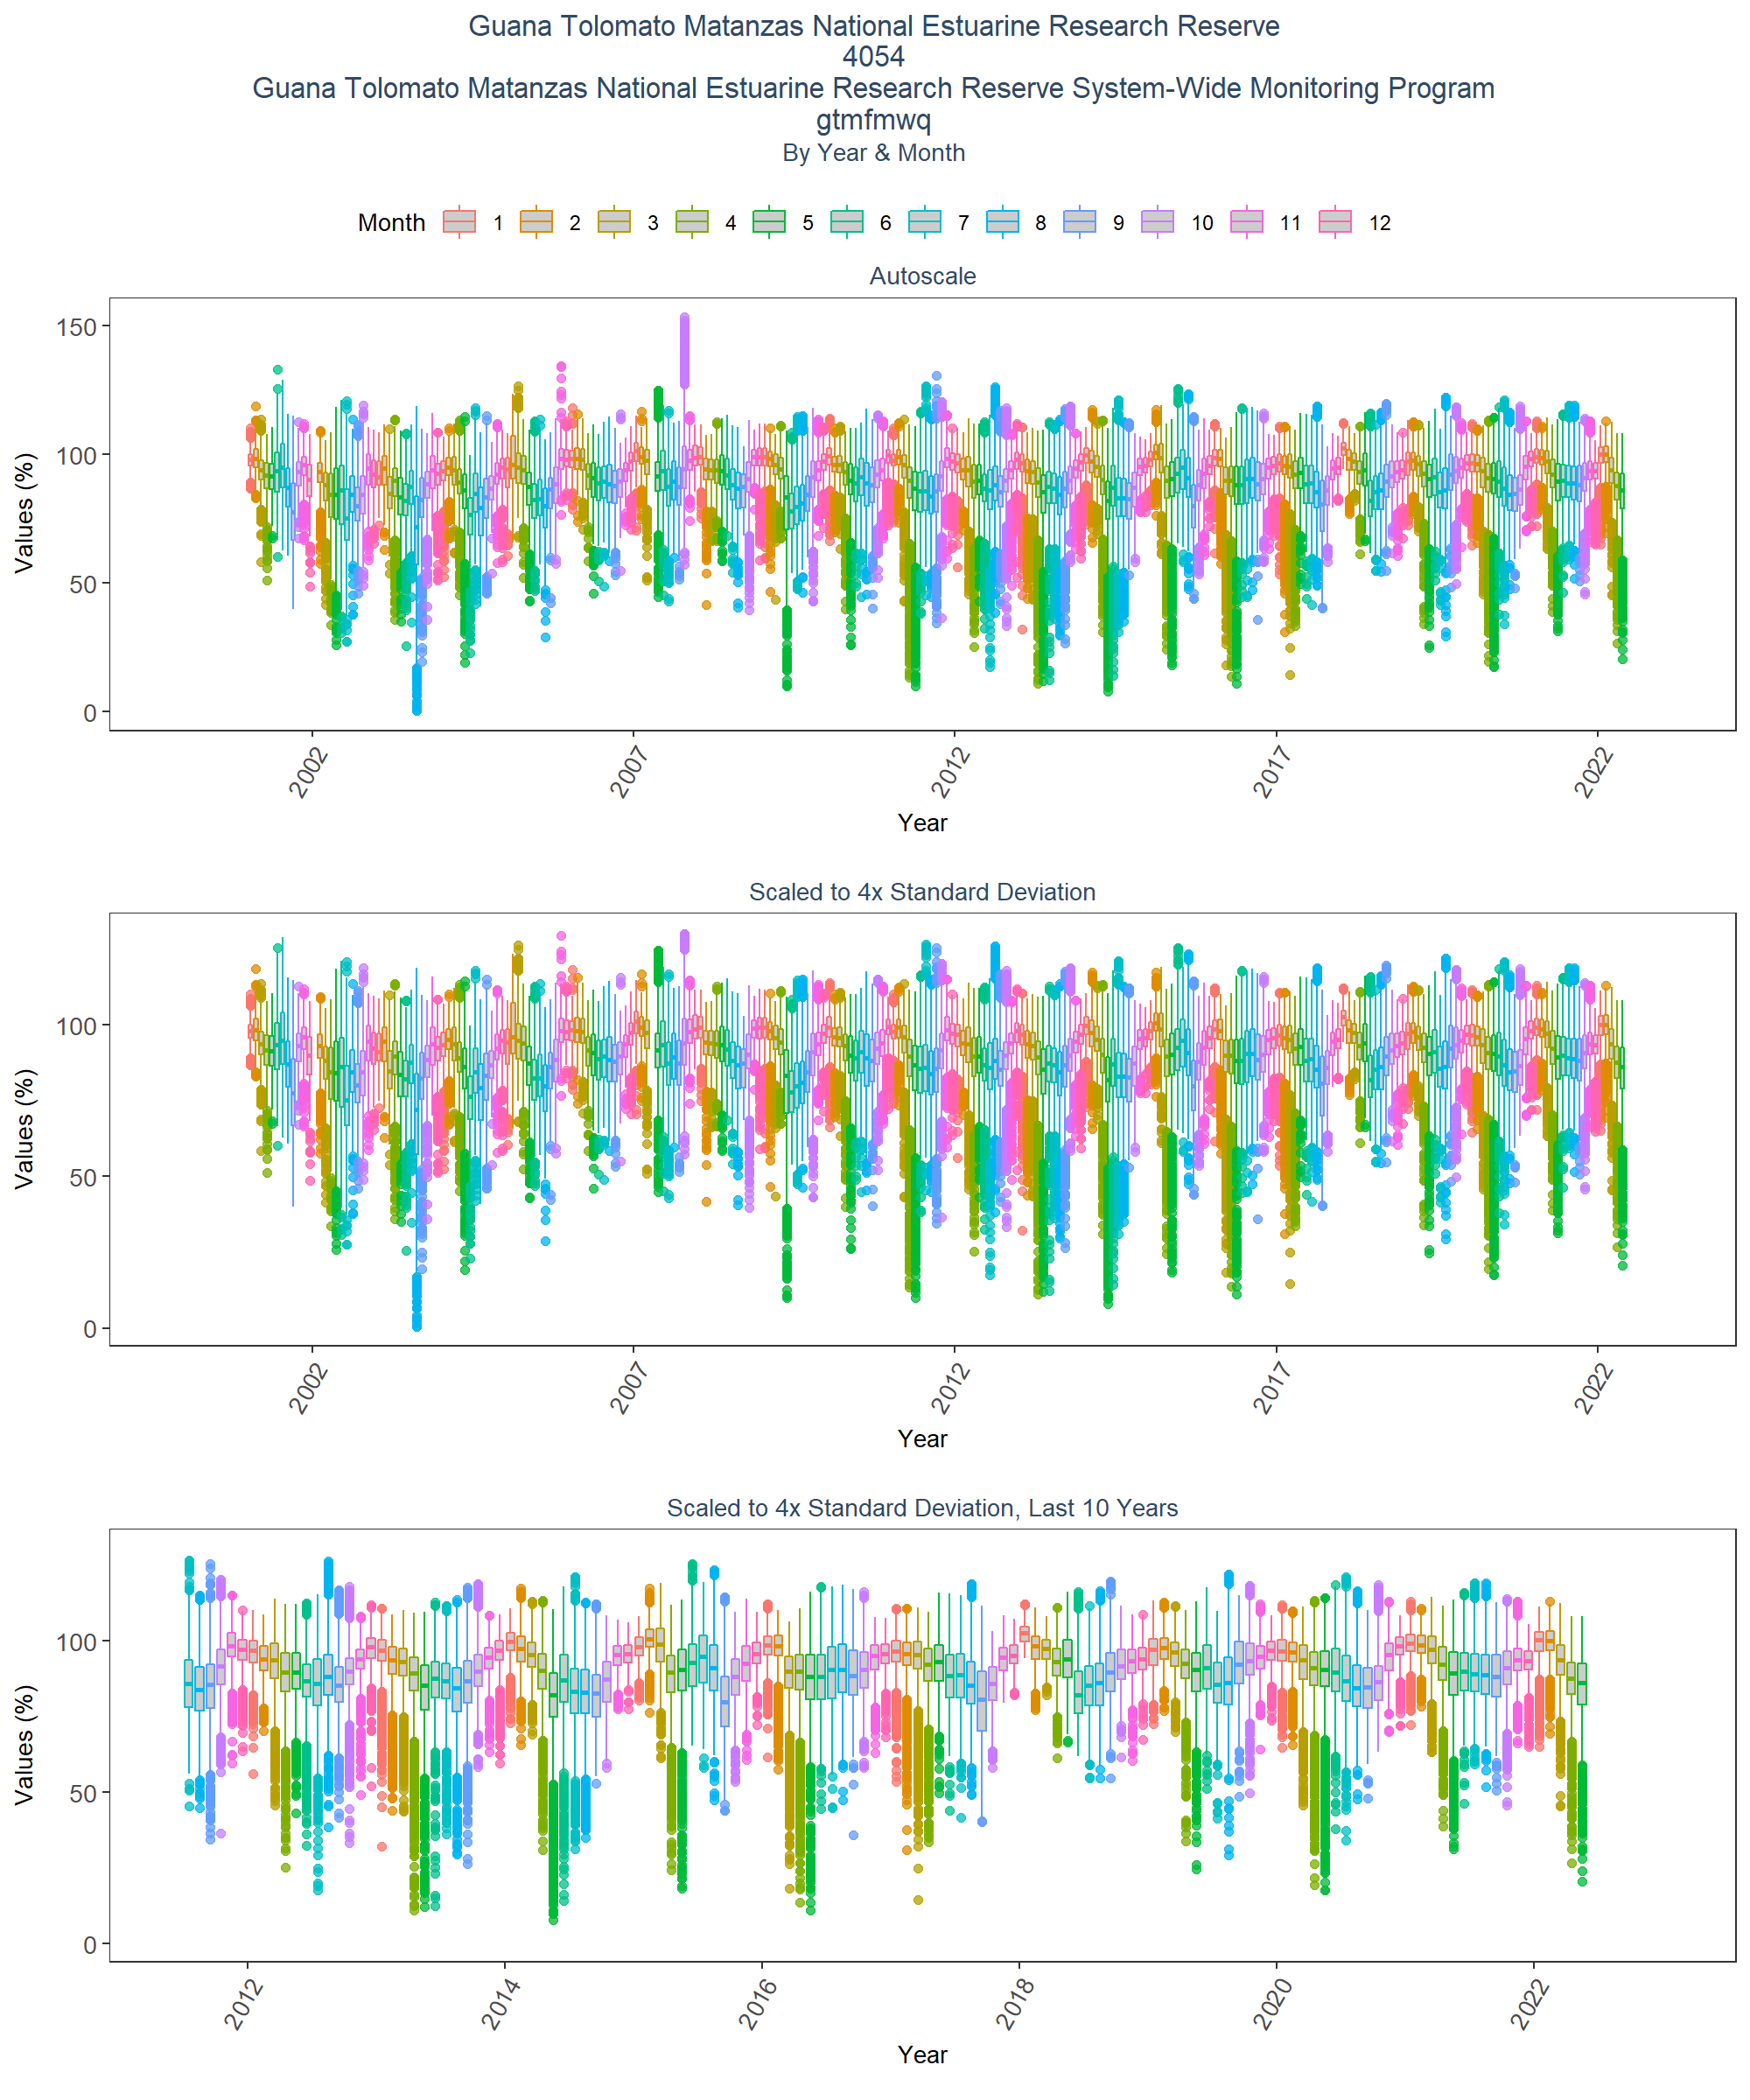 Guana Tolomato Matanzas National Estuarine Research Reserve
4054
Guana Tolomato Matanzas National Estuarine Research Reserve System-Wide Monitoring Program
gtmfmwq
By Year & Month
Month 1 2 3 4 5 6 7 8 9 10 11 12
Autoscale
Values (%)
150
100
50
0
2002 2007 2012 2017 2022
Year
Scaled to 4x Standard Deviation
Values (%)
100
50
0
2002 2007 2012 2017 2022
Year
Scaled to 4x Standard Deviation, Last 10 Years
Values (%)
100
50
0
2012 2014 2016 2018 2020 2022
Year